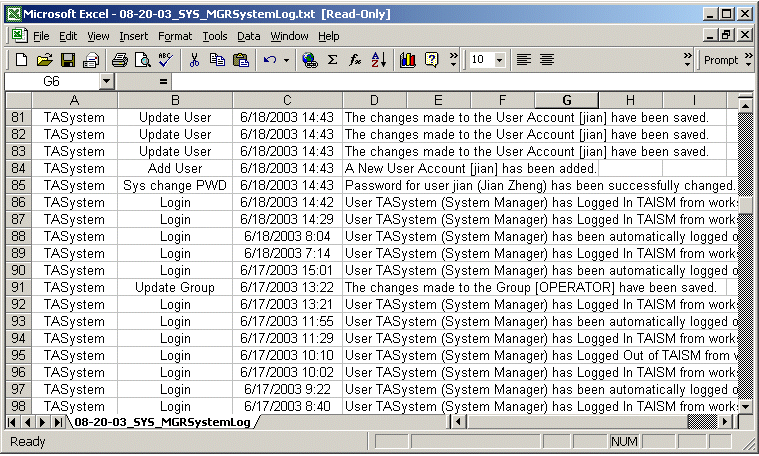 Microsoft Excel - 08-20-03_SYS_MGRSystemLog.txt [Read-Only]
File Edit View Insert Format Tools Data Window Help
ABC Σ fx A Z 10 Prompt
G6 =
A B C D E F G H I
81 TASystem Update User 6/18/2003 14:43 The changes made to the User Account [jian] have been saved.
82 TASystem Update User 6/18/2003 14:43 The changes made to the User Account [jian] have been saved.
83 TASystem Update User 6/18/2003 14:43 The changes made to the User Account [jian] have been saved.
84 TASystem Add User 6/18/2003 14:43 A New User Account [jian] has been added.
85 TASystem Sys change PWD 6/18/2003 14:43 Password for user jian (Jian Zheng) has been successfully changed.
86 TASystem Login 6/18/2003 14:42 User TASystem (System Manager) has Logged In TAISM from works
87 TASystem Login 6/18/2003 14:29 User TASystem (System Manager) has Logged In TAISM from works
88 TASystem Login 6/18/2003 8:04 User TASystem (System Manager) has been automatically logged o
89 TASystem Login 6/18/2003 7:14 User TASystem (System Manager) has Logged In TAISM from works
90 TASystem Login 6/17/2003 15:01 User TASystem (System Manager) has been automatically logged o
91 TASystem Update Group 6/17/2003 13:22 The changes made to the Group [OPERATOR] have been saved.
92 TASystem Login 6/17/2003 13:21 User TASystem (System Manager) has Logged In TAISM from works
93 TASystem Login 6/17/2003 11:55 User TASystem (System Manager) has been automatically logged o
94 TASystem Login 6/17/2003 11:29 User TASystem (System Manager) has Logged In TAISM from works
95 TASystem Login 6/17/2003 10:10 User TASystem (System Manager) has Logged Out of TAISM from w
96 TASystem Login 6/17/2003 10:02 User TASystem (System Manager) has Logged In TAISM from works
97 TASystem Login 6/17/2003 9:22 User TASystem (System Manager) has been automatically logged o
98 TASystem Login 6/17/2003 8:40 User TASystem (System Manager) has Logged In TAISM from works
08-20-03_SYS_MGRSystemLog
Ready NUM